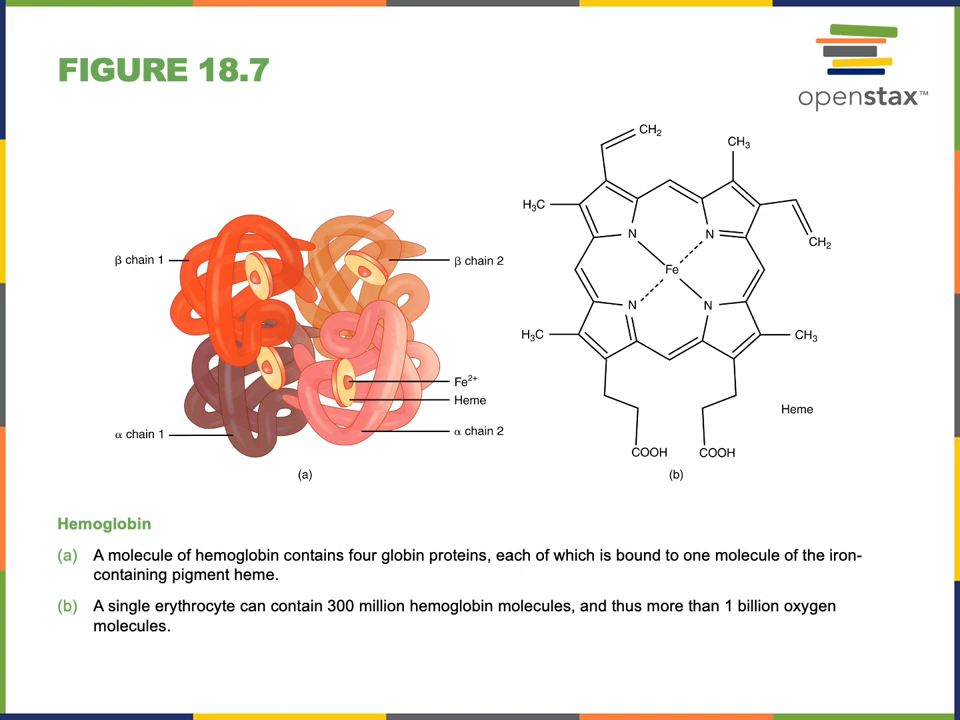 FIGURE 18.7
openstax™
β chain 1
β chain 2
Fe²⁺
Heme
α chain 1
α chain 2
(a)
CH₂
CH₃
H₃C
N
N
CH₂
Fe
N
N
H₃C
CH₃
Heme
COOH
COOH
(b)
Hemoglobin
(a) A molecule of hemoglobin contains four globin proteins, each of which is bound to one molecule of the iron-
containing pigment heme.
(b) A single erythrocyte can contain 300 million hemoglobin molecules, and thus more than 1 billion oxygen
molecules.